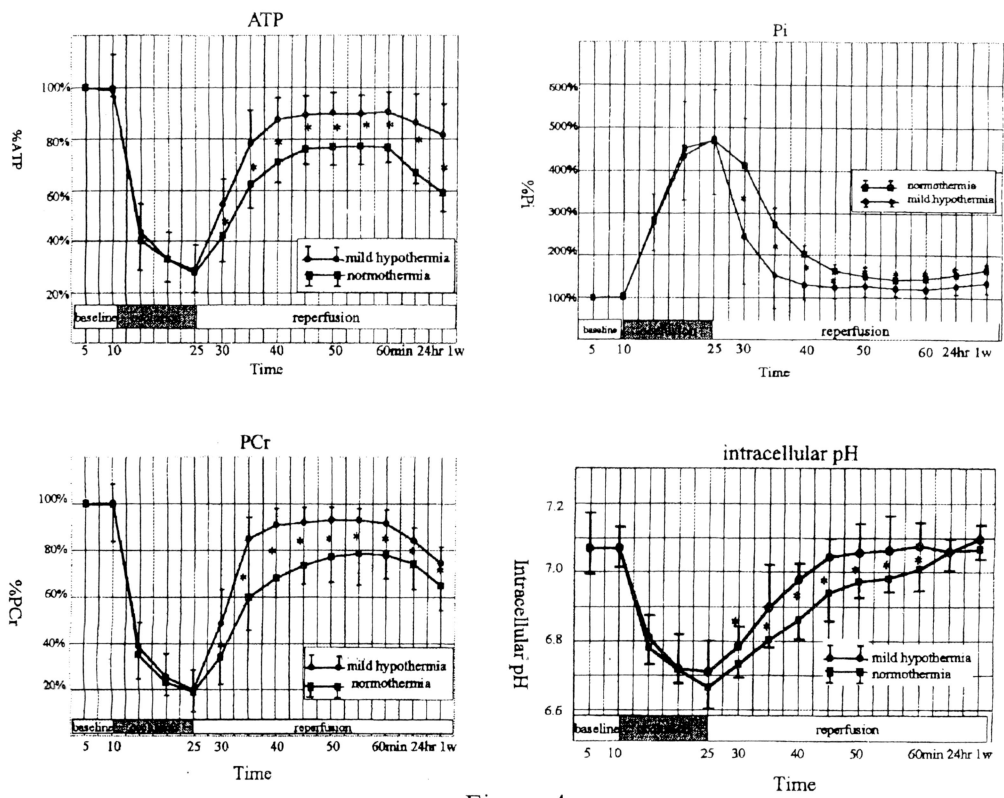 ATP
100%
80%
60%
40%
20%
%ATP
mild hypothermia
normothermia
baseline
reperfusion
5 10 25 30 40 50 60min 24hr 1w
Time
Pi
600%
500%
400%
300%
200%
100%
%Pi
normothermia
mild hypothermia
baseline
reperfusion
5 10 25 30 40 50 60 24hr 1w
Time
PCr
100%
80%
60%
40%
20%
%PCr
mild hypothermia
normothermia
baseline
reperfusion
5 10 25 30 40 50 60min 24hr 1w
Time
intracellular pH
7.2
7.0
6.8
6.6
Intracellular pH
mild hypothermia
normothermia
baseline
reperfusion
5 10 25 30 40 50 60min 24hr 1w
Time